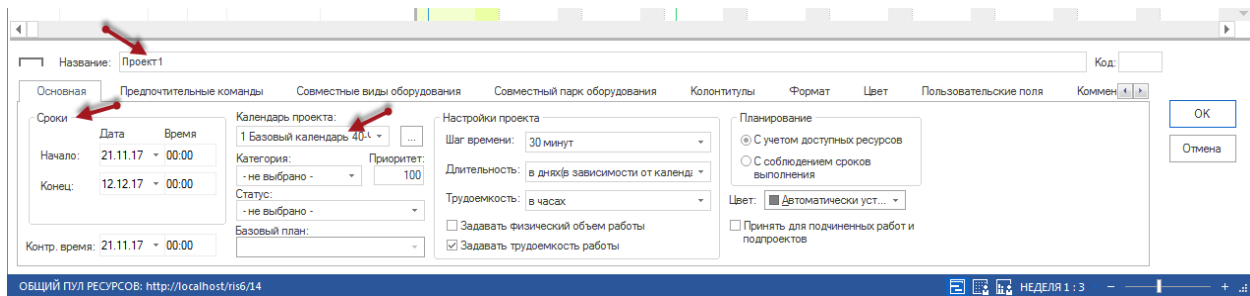 Название: Проект1 Код:
Основная Предпочтительные команды Совместные виды оборудования Совместный парк оборудования Колонтитулы Формат Цвет Пользовательские поля Коммен
Сроки Календарь проекта: Настройки проекта Планирование ОК
Дата Время 1 Базовый календарь 40-ч ... Шаг времени: 30 минут С учетом доступных ресурсов
Начало: 21.11.17 00:00 Категория: Приоритет: С соблюдением сроков Отмена
- не выбрано - 100 Длительность: в днях(в зависимости от календа выполнения
Конец: 12.12.17 00:00 Статус: Трудоемкость: в часах Цвет: Автоматически уст...
- не выбрано - Задавать физический объем работы Принять для подчиненных работ и
Базовый план: подпроектов
Контр. время: 21.11.17 00:00 Задавать трудоемкость работы
ОБЩИЙ ПУЛ РЕСУРСОВ: http://localhost/ris6/14 НЕДЕЛЯ 1 : 3 - +